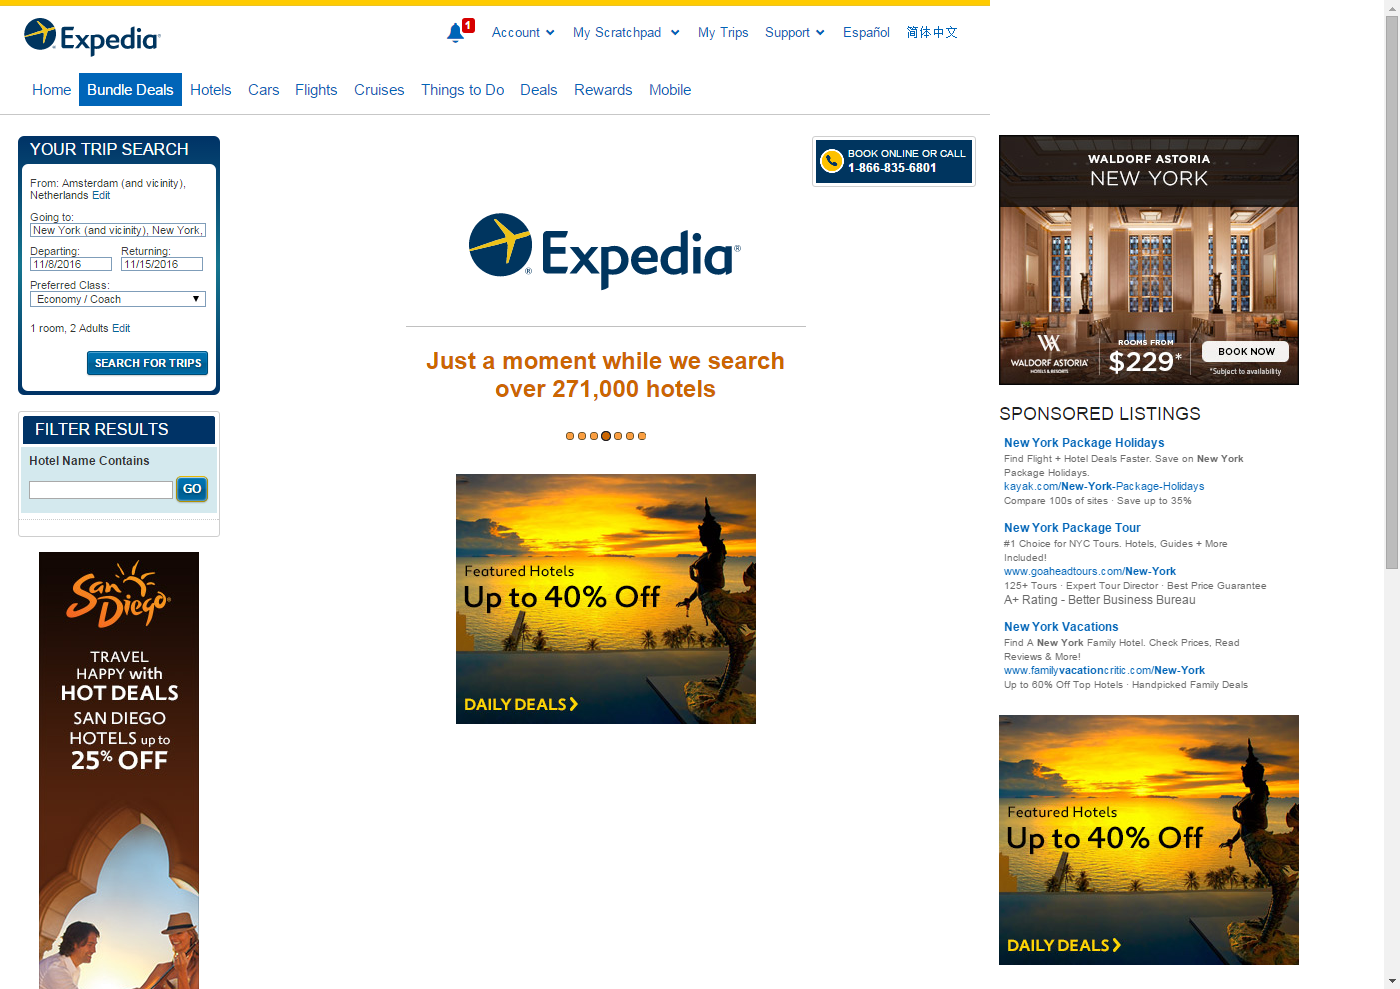 Expedia
1
Account
My Scratchpad
My Trips
Support
Español
简体中文
Home
Bundle Deals
Hotels
Cars
Flights
Cruises
Things to Do
Deals
Rewards
Mobile
YOUR TRIP SEARCH
From: Amsterdam (and vicinity),
Netherlands Edit
Going to:
New York (and vicinity), New York,
Departing:
Returning:
11/8/2016
11/15/2016
Preferred Class:
Economy / Coach
1 room, 2 Adults Edit
SEARCH FOR TRIPS
FILTER RESULTS
Hotel Name Contains
GO
San
Diego
TRAVEL
HAPPY with
HOT DEALS
SAN DIEGO
HOTELS up to
25% OFF
BOOK ONLINE OR CALL
1-866-835-6801
Expedia®
Just a moment while we search
over 271,000 hotels
Featured Hotels
Up to 40% Off
DAILY DEALS
WALDORF ASTORIA
NEW YORK
WALDORF ASTORIA
HOTELS & RESORTS
ROOMS FROM
$229*
BOOK NOW
*Subject to availability
SPONSORED LISTINGS
New York Package Holidays
Find Flight + Hotel Deals Faster. Save on New York
Package Holidays.
kayak.com/New-York-Package-Holidays
Compare 100s of sites · Save up to 35%
New York Package Tour
#1 Choice for NYC Tours. Hotels, Guides + More
Included!
www.goaheadtours.com/New-York
125+ Tours · Expert Tour Director · Best Price Guarantee
A+ Rating - Better Business Bureau
New York Vacations
Find A New York Family Hotel. Check Prices, Read
Reviews & More!
www.familyvacationcritic.com/New-York
Up to 60% Off Top Hotels · Handpicked Family Deals
Featured Hotels
Up to 40% Off
DAILY DEALS